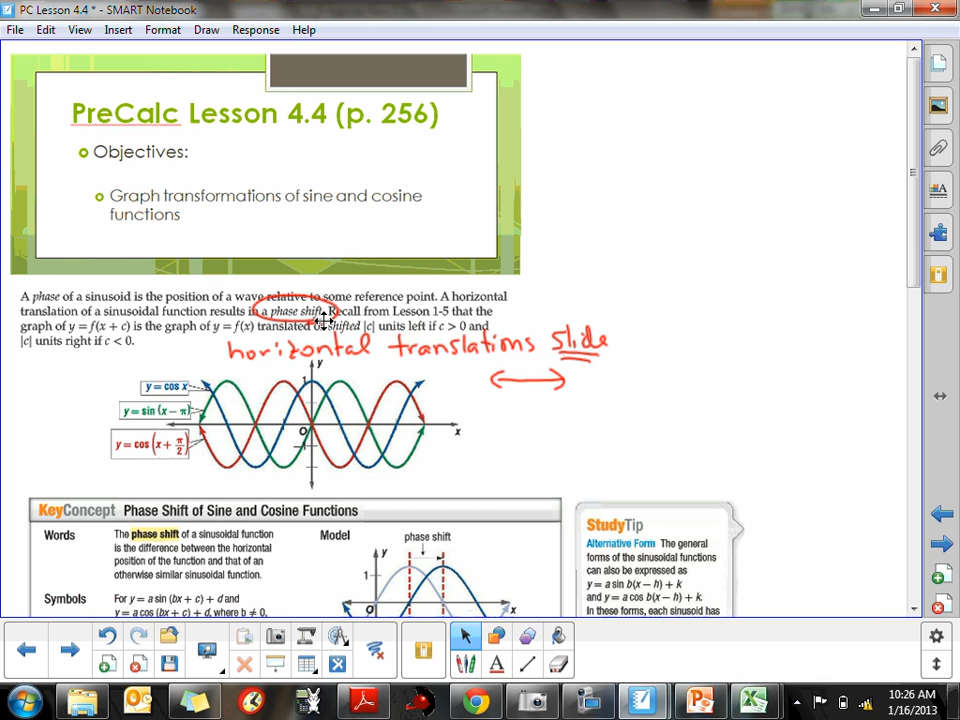 PC Lesson 4.4 * - SMART Notebook
File Edit View Insert Format Draw Response Help
PreCalc Lesson 4.4 (p. 256)
Objectives:
Graph transformations of sine and cosine
functions
A phase of a sinusoid is the position of a wave relative to some reference point. A horizontal
translation of a sinusoidal function results in a phase shift. Recall from Lesson 1-5 that the
graph of y = f(x + c) is the graph of y = f(x) translated or shifted |c| units left if c > 0 and
|c| units right if c < 0.
horizontal translations slide
y
1
y = cos x
y = sin (x − π)
O
x
−1
y = cos (x + π/2)
KeyConcept Phase Shift of Sine and Cosine Functions
Words
The phase shift of a sinusoidal function
is the difference between the horizontal
position of the function and that of an
otherwise similar sinusoidal function.
Model
phase shift
y
1
O
x
Symbols
For y = a sin (bx + c) + d and
y = a cos (bx + c) + d, where b ≠ 0,
StudyTip
Alternative Form The general
forms of the sinusoidal functions
can also be expressed as
y = a sin b(x − h) + k
and y = a cos b(x − h) + k.
In these forms, each sinusoid has
A
10:26 AM
1/16/2013